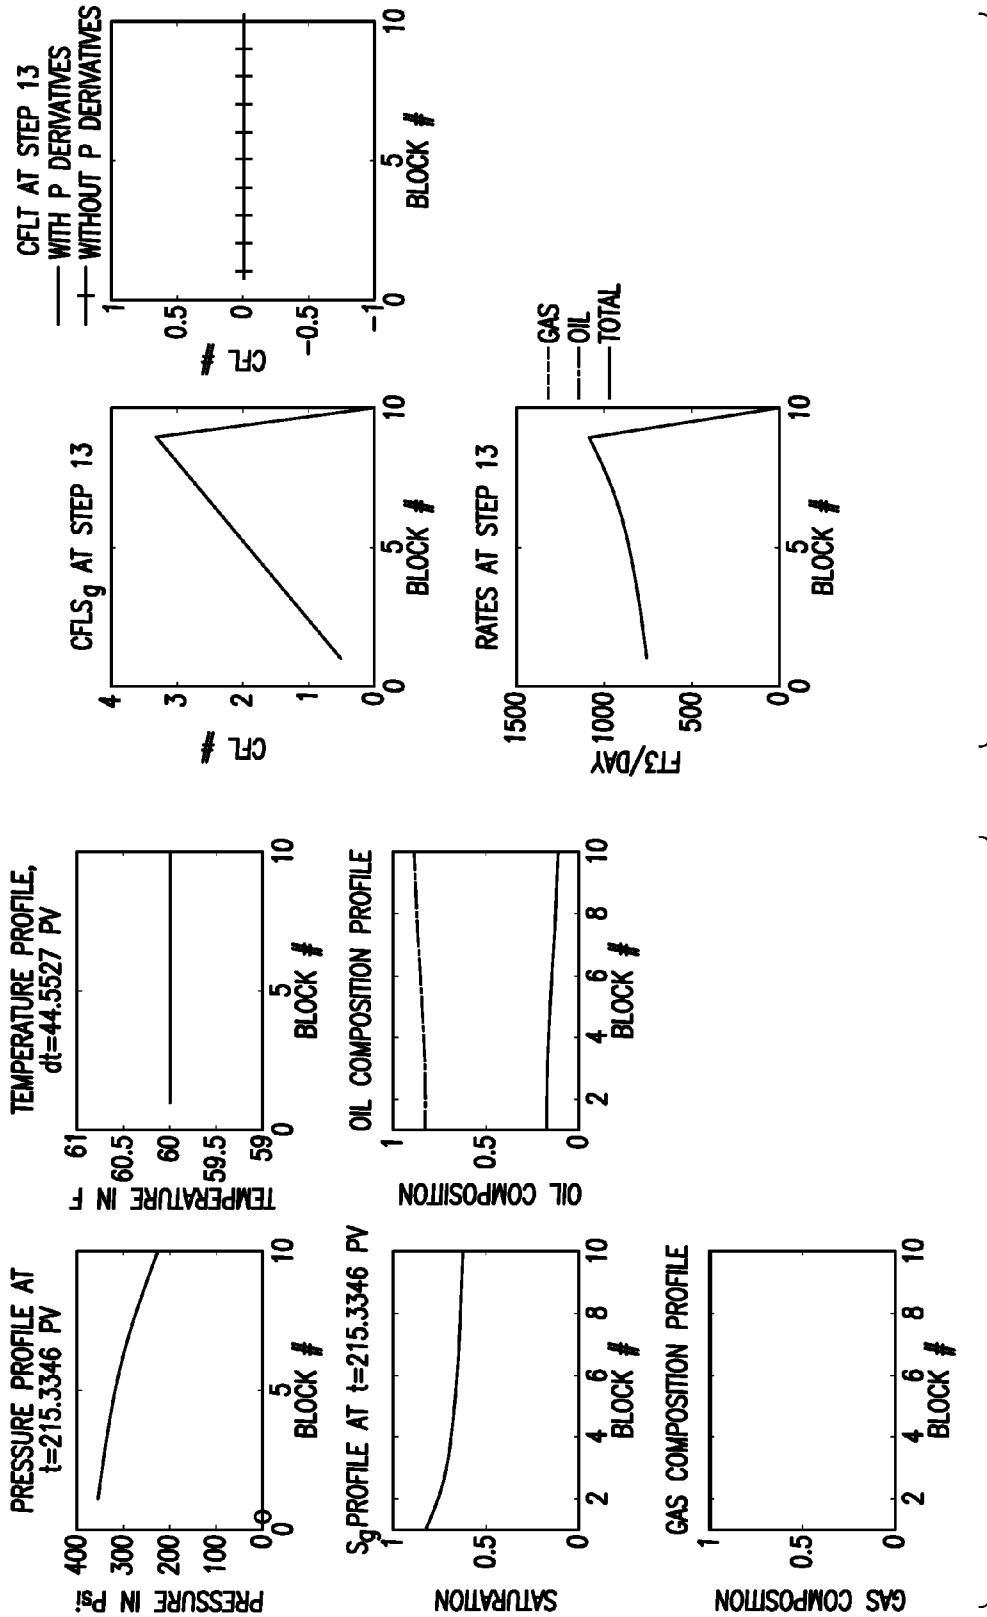 PRESSURE PROFILE AT
t=215.3346 PV
PRESSURE IN Psi
400
300
200
100
0
0
5
10
BLOCK #
TEMPERATURE PROFILE,
dt=44.5527 PV
TEMPERATURE IN F
61
60.5
60
59.5
59
0
5
10
BLOCK #
SgPROFILE AT t=215.3346 PV
SATURATION
1
0.5
0
2
4
6
8
10
BLOCK #
OIL COMPOSITION PROFILE
OIL COMPOSITION
1
0.5
0
2
4
6
8
10
BLOCK #
GAS COMPOSITION PROFILE
GAS COMPOSITION
1
0.5
0
2
4
6
8
10
BLOCK #
CFLSg AT STEP 13
CFL #
4
3
2
1
0
0
5
10
BLOCK #
CFLT AT STEP 13
WITH P DERIVATIVES
WITHOUT P DERIVATIVES
CFL #
1
0.5
0
-0.5
-1
0
5
10
BLOCK #
RATES AT STEP 13
FT3/DAY
1500
1000
500
0
0
5
10
BLOCK #
GAS
OIL
TOTAL